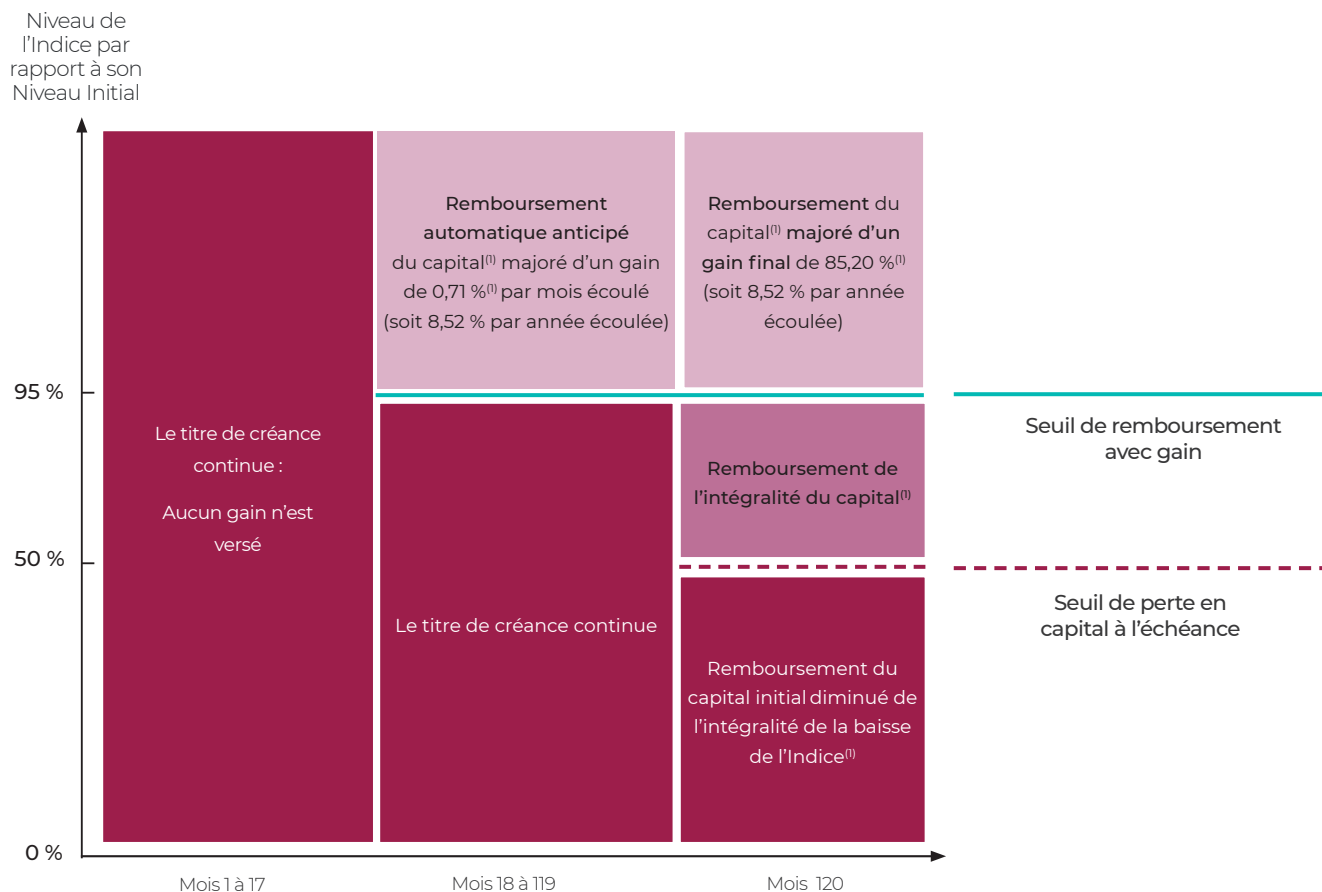 Niveau de
l'Indice par
rapport à son
Niveau Initial
Remboursement
automatique anticipé
du capital⁽¹⁾ majoré d'un gain
de 0,71 %⁽¹⁾ par mois écoulé
(soit 8,52 % par année écoulée)
Remboursement du
capital⁽¹⁾ majoré d'un
gain final de 85,20 %⁽¹⁾
(soit 8,52 % par année
écoulée)
95 %
Le titre de créance
continue :
Aucun gain n'est
versé
Remboursement de
l'intégralité du capital⁽¹⁾
Seuil de remboursement
avec gain
50 %
Le titre de créance continue
Remboursement du
capital initial diminué de
l'intégralité de la baisse
de l'Indice⁽¹⁾
Seuil de perte en
capital à l'échéance
0 %
Mois 1 à 17
Mois 18 à 119
Mois 120